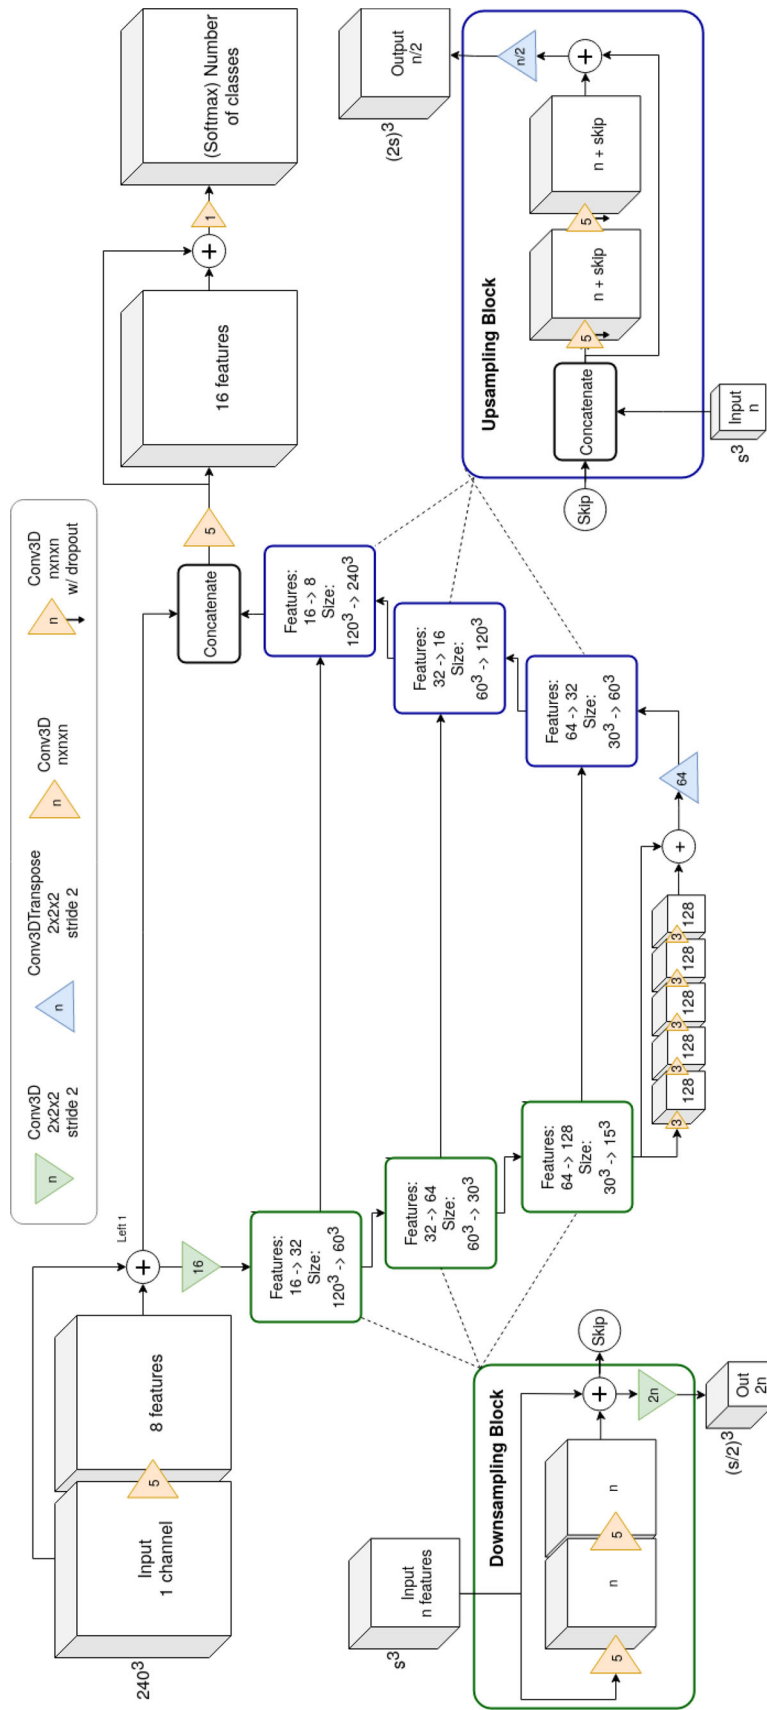 n
Conv3D
2x2x2
stride 2
n
Conv3DTranspose
2x2x2
stride 2
n
Conv3D
nxnxn
n
Conv3D
nxnxn
w/ dropout
240³
Input
1 channel
5
8 features
+
Left 1
16
Features:
16 -> 32
Size:
120³ -> 60³
Features:
32 -> 64
Size:
60³ -> 30³
Features:
64 -> 128
Size:
30³ -> 15³
3
128
3
128
3
128
3
128
3
128
+
64
Features:
64 -> 32
Size:
30³ -> 60³
Features:
32 -> 16
Size:
60³ -> 120³
Features:
16 -> 8
Size:
120³ -> 240³
Concatenate
5
16 features
+
1
(Softmax) Number
of classes
s³
Input
n features
Downsampling Block
5
n
5
n
+
Skip
2n
(s/2)³
Out
2n
Upsampling Block
Skip
Concatenate
s³
Input
n
5
n + skip
5
n + skip
+
n/2
(2s)³
Output
n/2